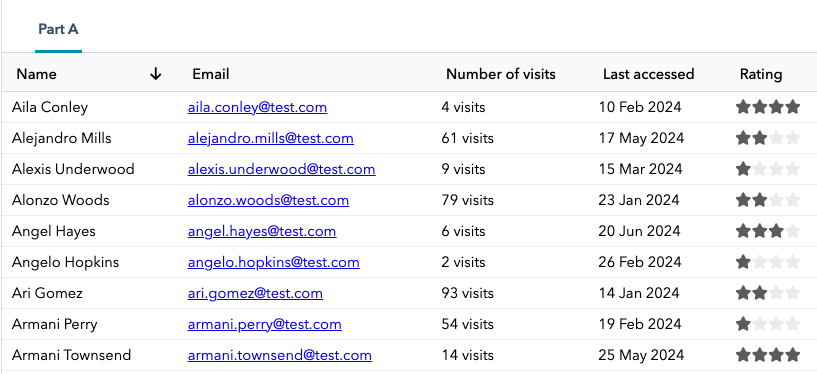 Part A
Name Email Number of visits Last accessed Rating
Aila Conley aila.conley@test.com 4 visits 10 Feb 2024
Alejandro Mills alejandro.mills@test.com 61 visits 17 May 2024
Alexis Underwood alexis.underwood@test.com 9 visits 15 Mar 2024
Alonzo Woods alonzo.woods@test.com 79 visits 23 Jan 2024
Angel Hayes angel.hayes@test.com 6 visits 20 Jun 2024
Angelo Hopkins angelo.hopkins@test.com 2 visits 26 Feb 2024
Ari Gomez ari.gomez@test.com 93 visits 14 Jan 2024
Armani Perry armani.perry@test.com 54 visits 19 Feb 2024
Armani Townsend armani.townsend@test.com 14 visits 25 May 2024